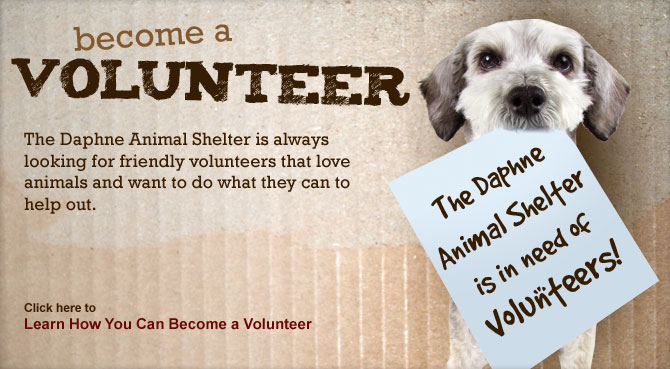 become a
VOLUNTEER
The Daphne Animal Shelter is always
looking for friendly volunteers that love
animals and want to do what they can to
help out.
Click here to
Learn How You Can Become a Volunteer
The Daphne
Animal Shelter
is in need of
Volunteers!